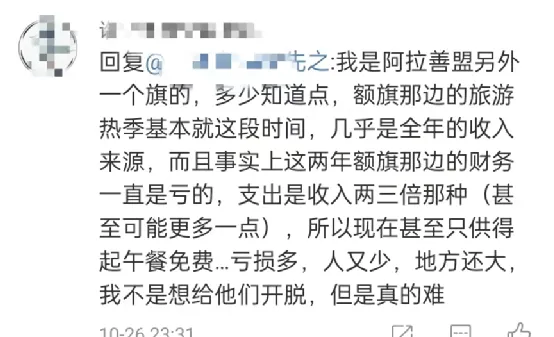 回复@先之:我是阿拉善盟另外
一个旗的，多少知道点，额旗那边的旅游
热季基本就这段时间，几乎是全年的收入
来源，而且事实上这两年额旗那边的财务
一直是亏的，支出是收入两三倍那种（甚
至可能更多一点），所以现在甚至只供得
起午餐免费...亏损多，人又少，地方还大，
我不是想给他们开脱，但是真的难
10-26 23:31